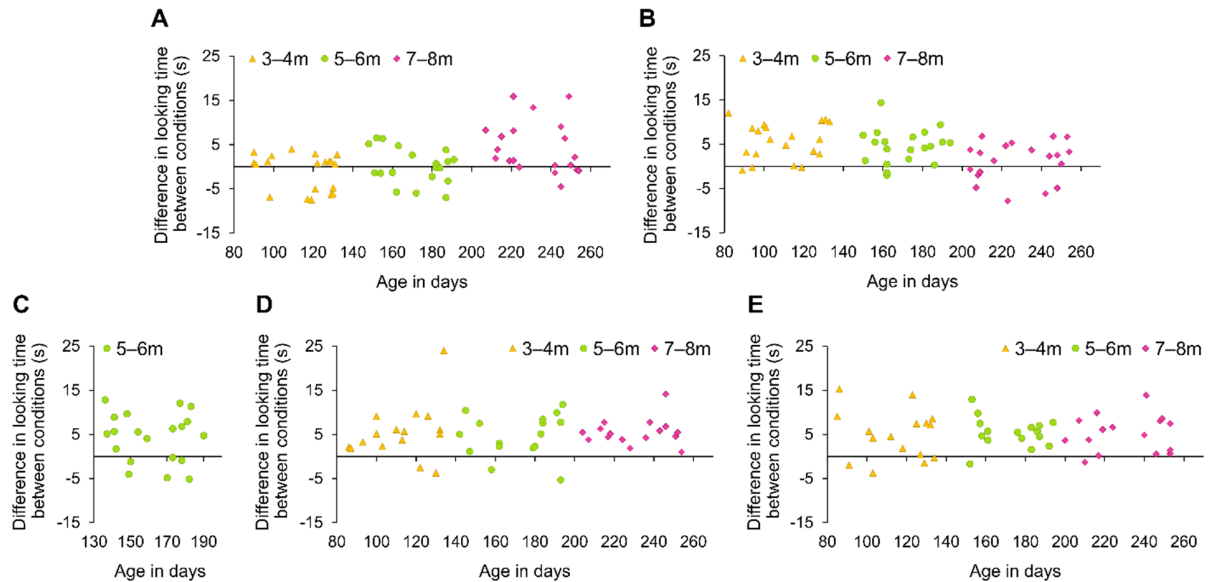 A
Difference in looking time
between conditions (s)
25
15
5
-5
-15
3–4m 5–6m 7–8m
80 100 120 140 160 180 200 220 240 260
Age in days
B
Difference in looking time
between conditions (s)
25
15
5
-5
-15
3–4m 5–6m 7–8m
80 100 120 140 160 180 200 220 240 260
Age in days
C
Difference in looking time
between conditions (s)
25
15
5
-5
-15
5–6m
130 150 170 190
Age in days
D
Difference in looking time
between conditions (s)
25
15
5
-5
-15
3–4m 5–6m 7–8m
80 100 120 140 160 180 200 220 240 260
Age in days
E
Difference in looking time
between conditions (s)
25
15
5
-5
-15
3–4m 5–6m 7–8m
80 100 120 140 160 180 200 220 240 260
Age in days